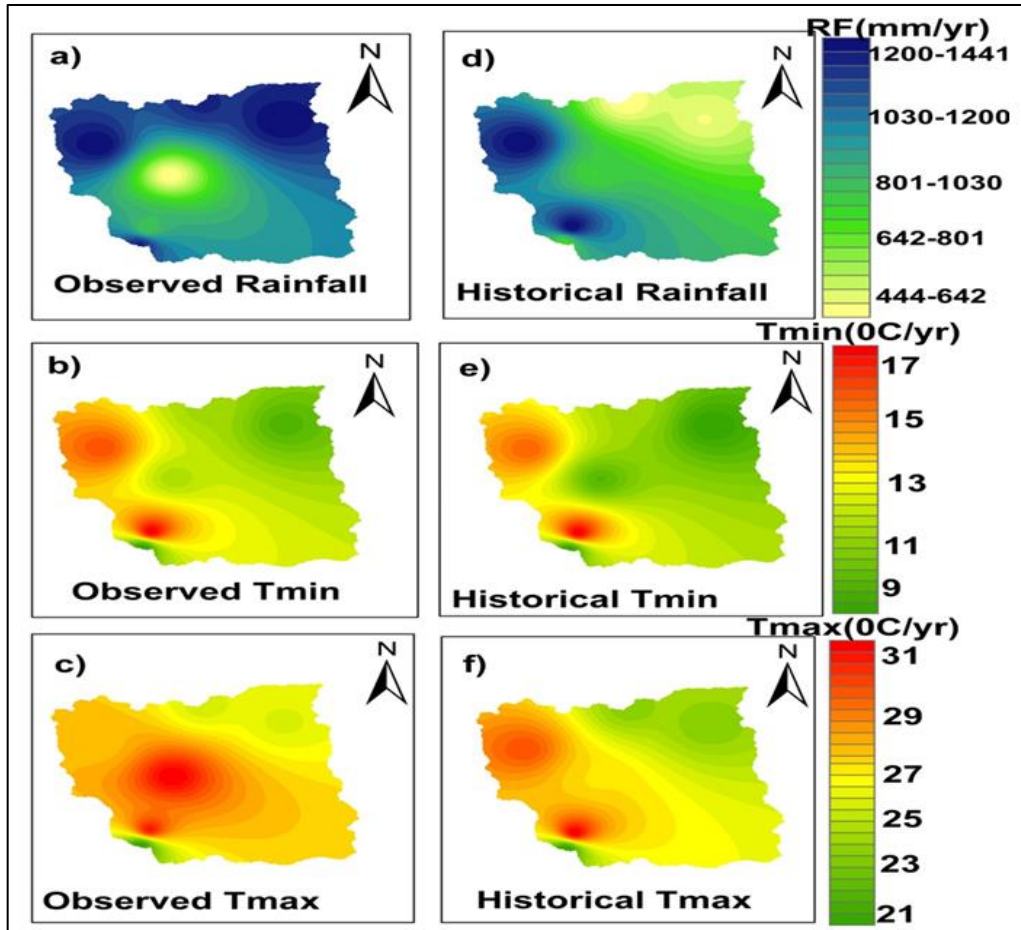 a)
N
Observed Rainfall
d)
N
Historical Rainfall
RF(mm/yr)
1200-1441
1030-1200
801-1030
642-801
444-642
b)
N
Observed Tmin
e)
N
Historical Tmin
Tmin(0C/yr)
17
15
13
11
9
c)
N
Observed Tmax
f)
N
Historical Tmax
Tmax(0C/yr)
31
29
27
25
23
21